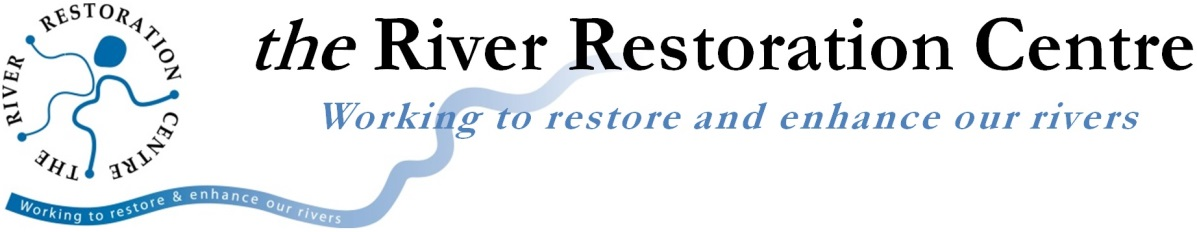 THE RIVER RESTORATION CENTRE
the River Restoration Centre
Working to restore and enhance our rivers
Working to restore & enhance our rivers